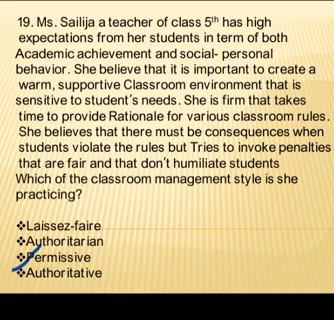 19. Ms. Sailija a teacher of class 5th has high
expectations from her students in term of both
Academic achievement and social- personal
behavior. She believe that it is important to create a
warm, supportive Classroom environment that is
sensitive to student's needs. She is firm that takes
time to provide Rationale for various classroom rules.
She believes that there must be consequences when
students violate the rules but Tries to invoke penalties
that are fair and that don't humiliate students
Which of the classroom management style is she
practicing?
❖Laissez-faire
❖Authoritarian
❖Permissive
❖Authoritative